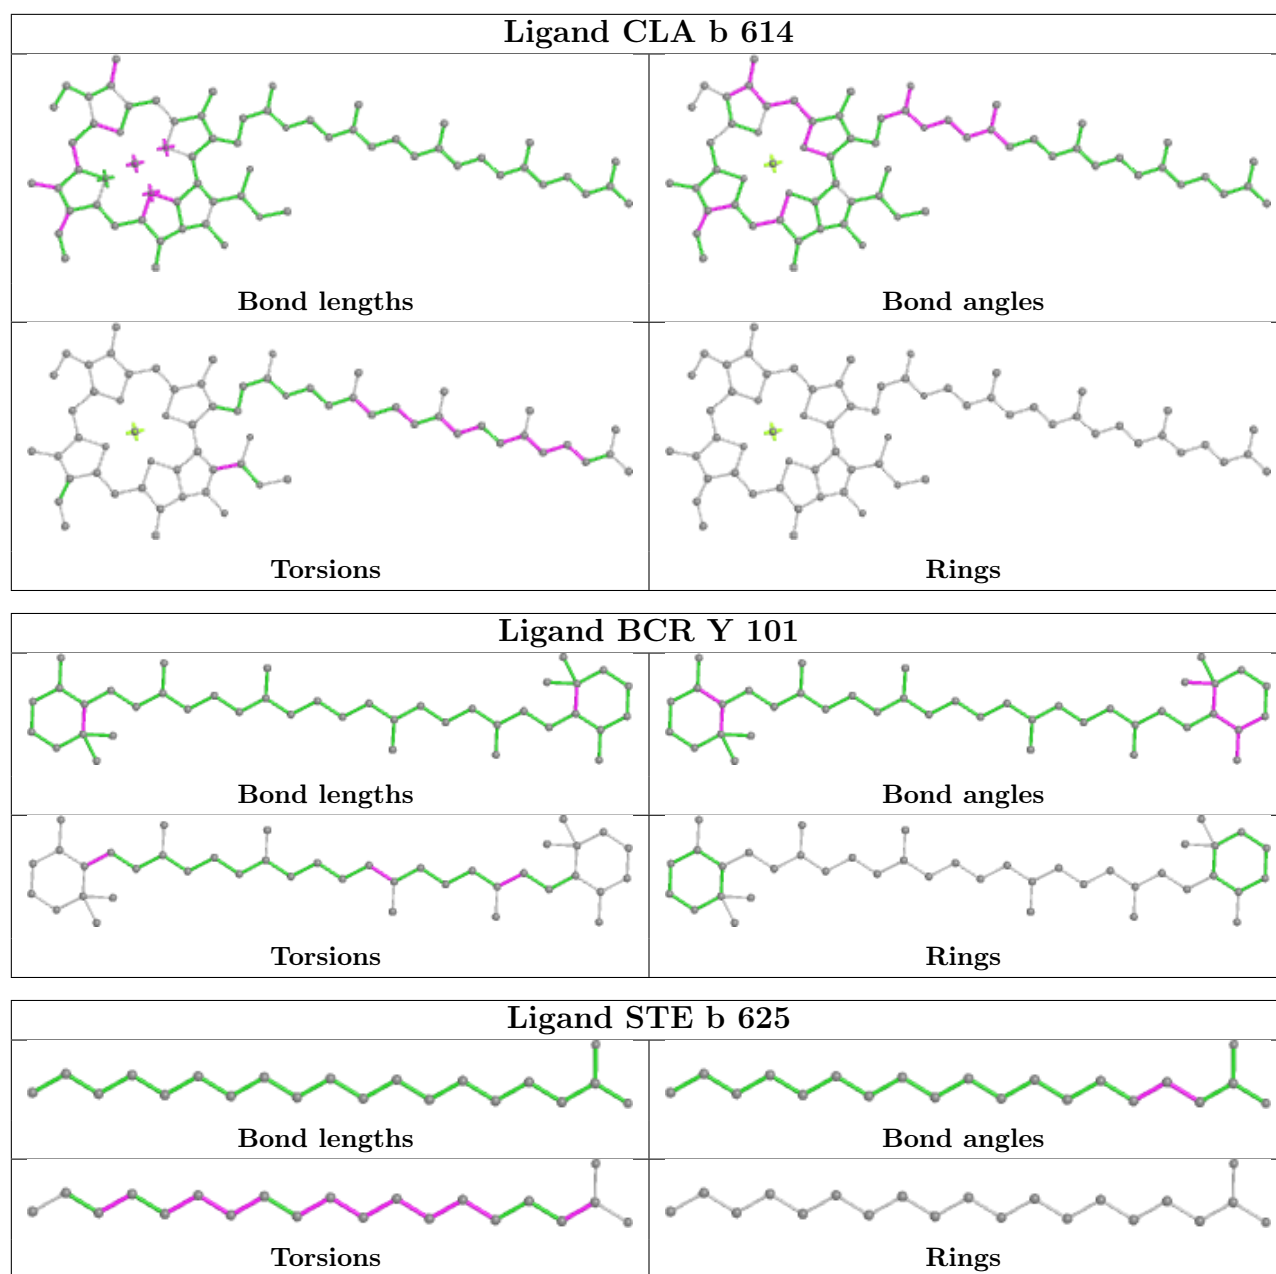 Ligand CLA b 614
Bond lengths
Bond angles
Torsions
Rings
Ligand BCR Y 101
Bond lengths
Bond angles
Torsions
Rings
Ligand STE b 625
Bond lengths
Bond angles
Torsions
Rings